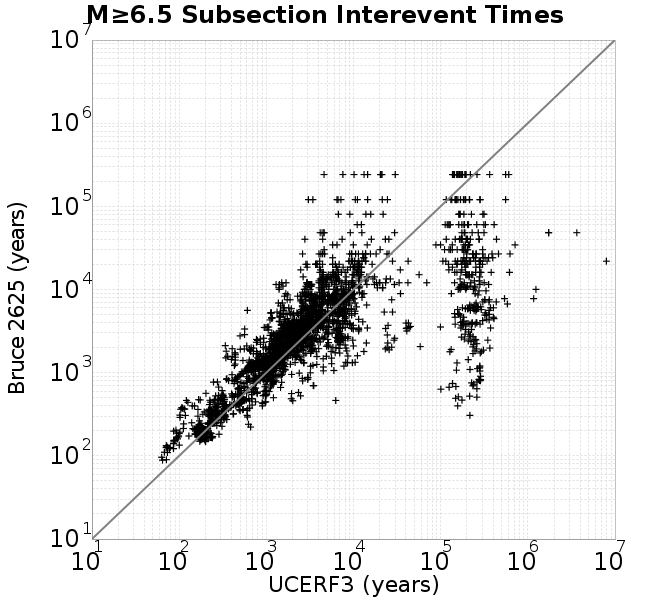 M≥6.5 Subsection Interevent Times
10^7
10^6
10^5
10^4
10^3
10^2
10^1
Bruce 2625 (years)
10^1 10^2 10^3 10^4 10^5 10^6 10^7
UCERF3 (years)